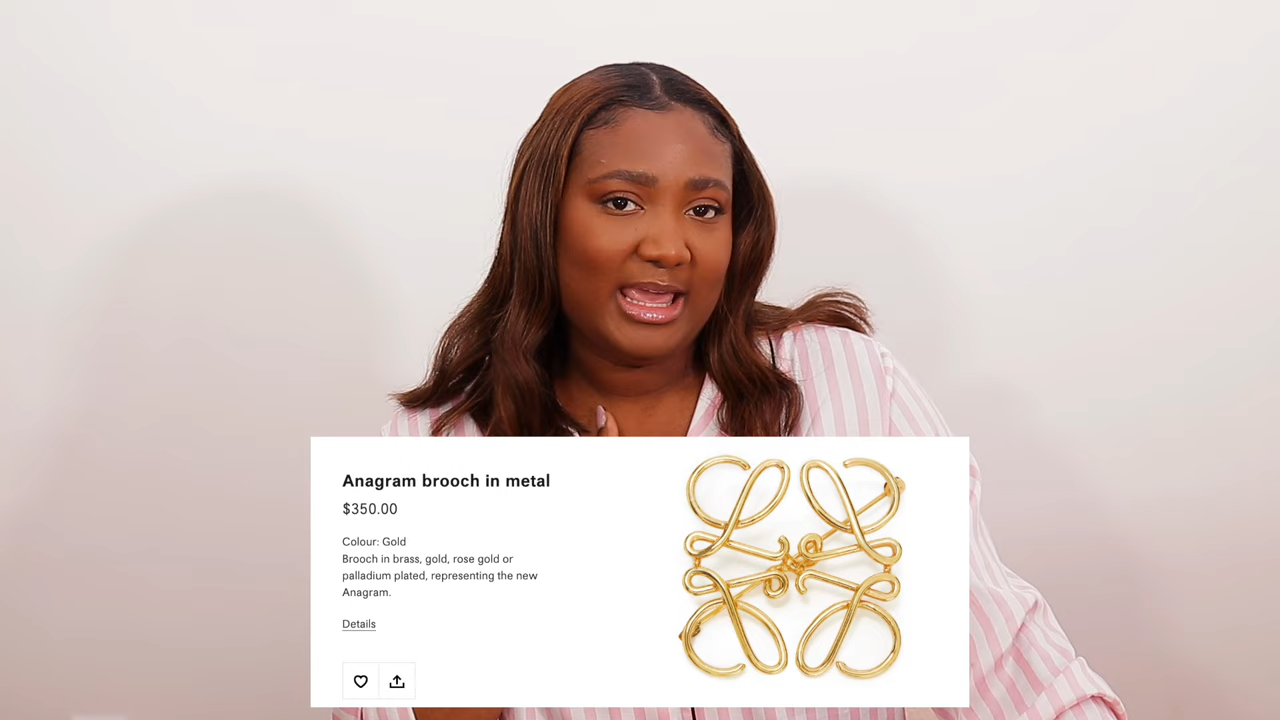 Anagram brooch in metal
$350.00
Colour: Gold
Brooch in brass, gold, rose gold or
palladium plated, representing the new
Anagram.
Details